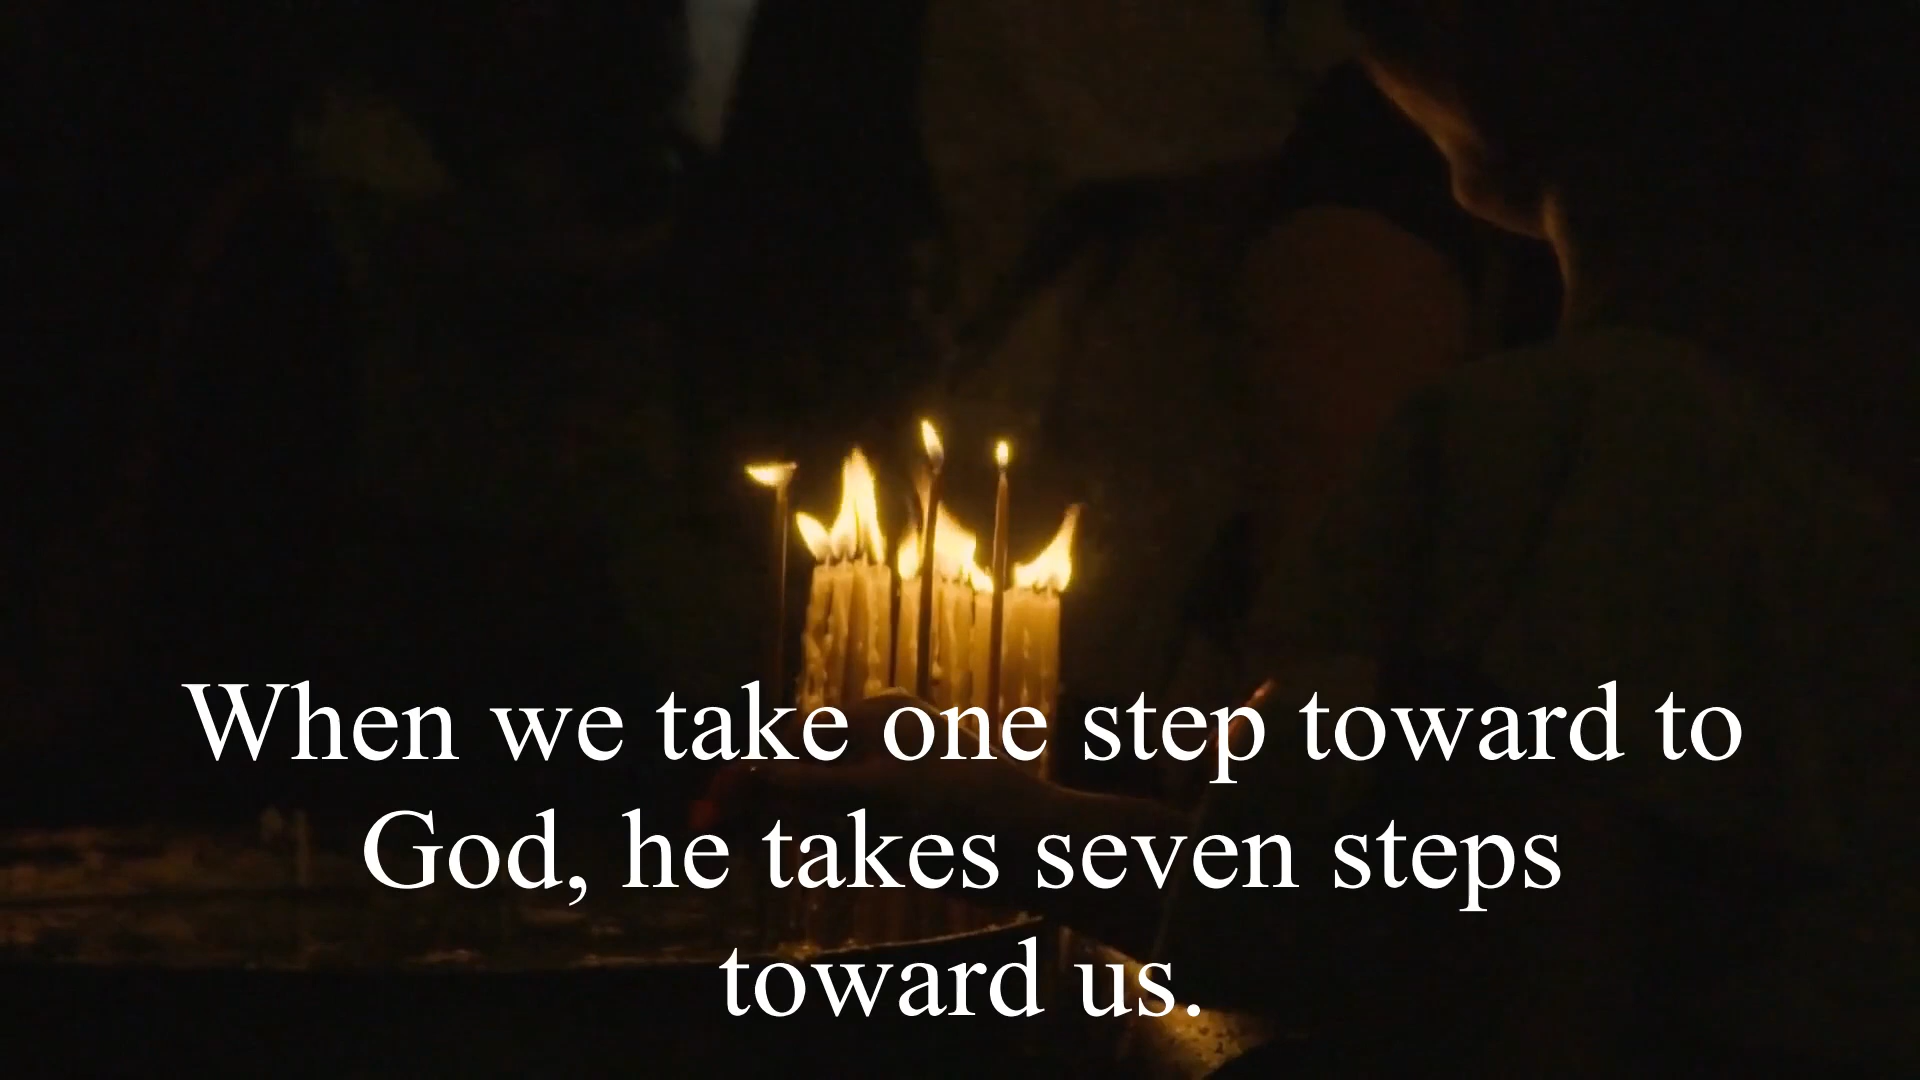 When we take one step toward to
God, he takes seven steps
toward us.